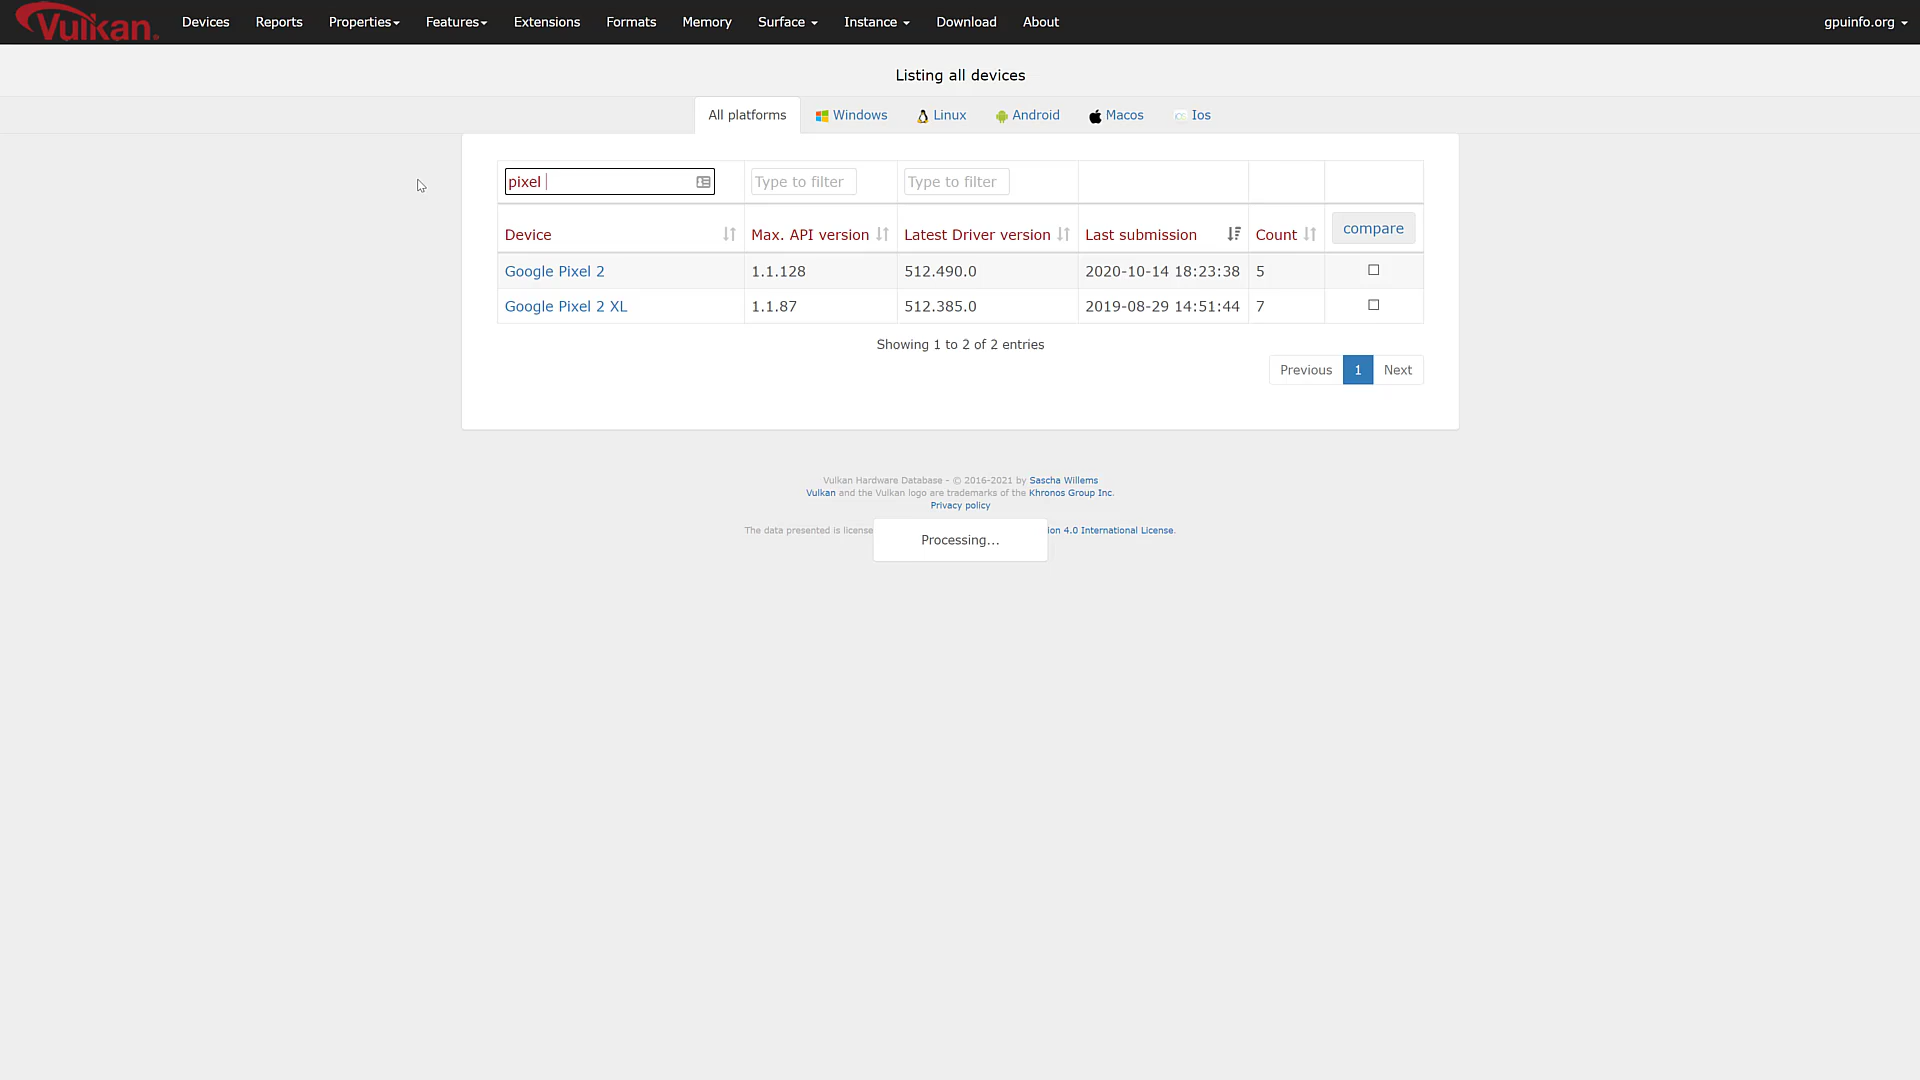 Vulkan. Devices Reports Properties Features Extensions Formats Memory Surface Instance Download About gpuinfo.org
Listing all devices
All platforms Windows Linux Android Macos Ios
pixel Type to filter Type to filter
Device Max. API version Latest Driver version Last submission Count compare
Google Pixel 2 1.1.128 512.490.0 2020-10-14 18:23:38 5
Google Pixel 2 XL 1.1.87 512.385.0 2019-08-29 14:51:44 7
Showing 1 to 2 of 2 entries
Previous 1 Next
Vulkan Hardware Database - © 2016-2021 by Sascha Willems
Vulkan and the Vulkan logo are trademarks of the Khronos Group Inc.
Privacy policy
The data presented is license ion 4.0 International License.
Processing...